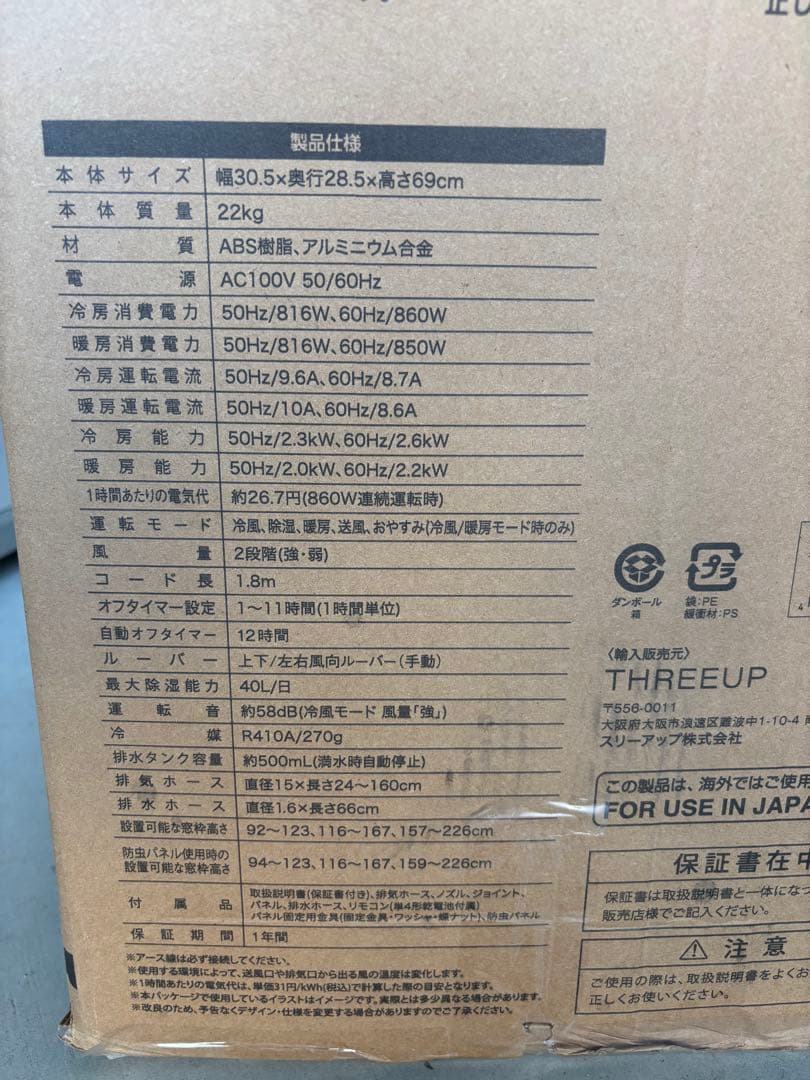 製品仕様
本体サイズ 幅30.5×奥行28.5×高さ69cm
本体質量 22kg
材質 ABS樹脂、アルミニウム合金
電源 AC100V 50/60Hz
冷房消費電力 50Hz/816W、60Hz/860W
暖房消費電力 50Hz/816W、60Hz/850W
冷房運転電流 50Hz/9.6A、60Hz/8.7A
暖房運転電流 50Hz/10A、60Hz/8.6A
冷房能力 50Hz/2.3kW、60Hz/2.6kW
暖房能力 50Hz/2.0kW、60Hz/2.2kW
1時間あたりの電気代 約26.7円(860W連続運転時)
運転モード 冷風、除湿、暖房、送風、おやすみ(冷風/暖房モード時のみ)
風量 2段階(強・弱)
コード長 1.8m
オフタイマー設定 1〜11時間(1時間単位)
自動オフタイマー 12時間
ルーバー 上下/左右風向ルーバー(手動)
最大除湿能力 40L/日
運転音 約58dB(冷風モード 風量「強」)
冷媒 R410A/270g
排水タンク容量 約500mL(満水時自動停止)
排気ホース 直径15×長さ24〜160cm
排水ホース 直径1.6×長さ66cm
設置可能な窓枠高さ 92〜123、116〜167、157〜226cm
防虫パネル使用時の
設置可能な窓枠高さ 94〜123、116〜167、159〜226cm
付属品 取扱説明書(保証書付き)、排気ホース、ノズル、ジョイント、
パネル、排水ホース、リモコン(単4形乾電池付属)
パネル固定用金具(固定金具・ワッシャ・蝶ナット)、防虫パネル
保証期間 1年間
※アース線は必ず接続してください。
※使用する環境によって、送風口や排気口から出る風の温度は変化します。
※1時間あたりの電気代は、単価31円/kWh(税込)で計算した際の目安となります。
※本パッケージで使用しているイラストはイメージです。実際とは多少異なる場合があります。
※改良のため、予告なくデザイン・仕様を変更する場合がありますのでご了承ください。
正し
ダンボール
箱
プラ
袋:PE
緩衝材:PS
4
〈輸入販売元〉
THREEUP
〒556-0011
大阪府大阪市浪速区難波中1-10-4
スリーアップ株式会社
この製品は、海外ではご使用
FOR USE IN JAPA
保証書在中
保証書は取扱説明書と一体になっ
販売店様でご記入ください。
⚠ 注意
ご使用の際は、取扱説明書をよくお
正しくお使いください。